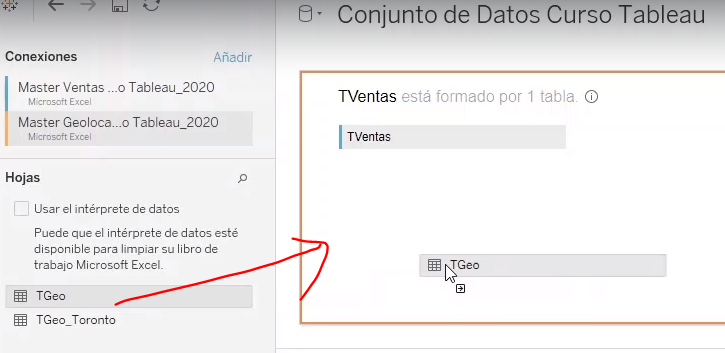 Conjunto de Datos Curso Tableau
Conexiones
Añadir
Master Ventas ...o Tableau_2020
Microsoft Excel
Master Geoloca...o Tableau_2020
Microsoft Excel
Hojas
Usar el intérprete de datos
Puede que el intérprete de datos esté
disponible para limpiar su libro de
trabajo Microsoft Excel.
TGeo
TGeo_Toronto
TVentas está formado por 1 tabla.
TVentas
TGeo